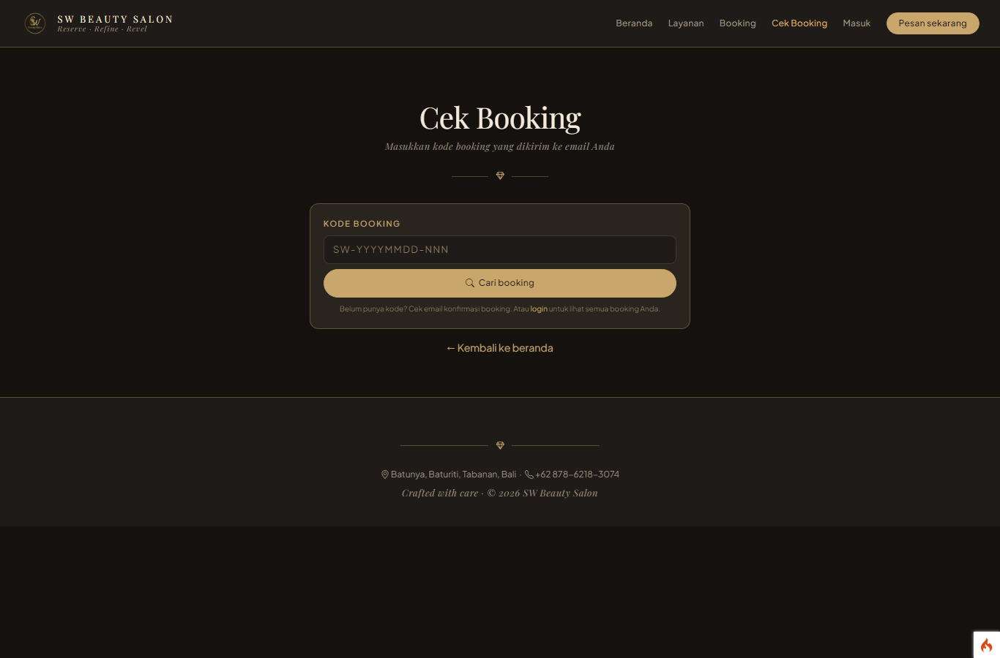 SW BEAUTY SALON
Reserve · Refine · Revel
Beranda Layanan Booking Cek Booking Masuk Pesan sekarang
Cek Booking
Masukkan kode booking yang dikirim ke email Anda
KODE BOOKING
SW-YYYYMMDD-NNN
Cari booking
Belum punya kode? Cek email konfirmasi booking. Atau login untuk lihat semua booking Anda.
← Kembali ke beranda
Batunya, Baturiti, Tabanan, Bali · +62 878-6218-3074
Crafted with care · © 2026 SW Beauty Salon